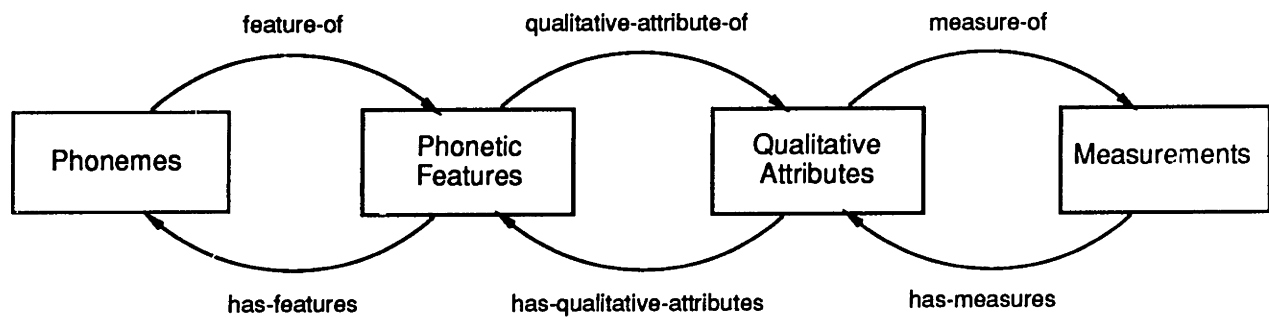 feature-of
qualitative-attribute-of
measure-of
Phonemes
Phonetic
Features
Qualitative
Attributes
Measurements
has-features
has-qualitative-attributes
has-measures